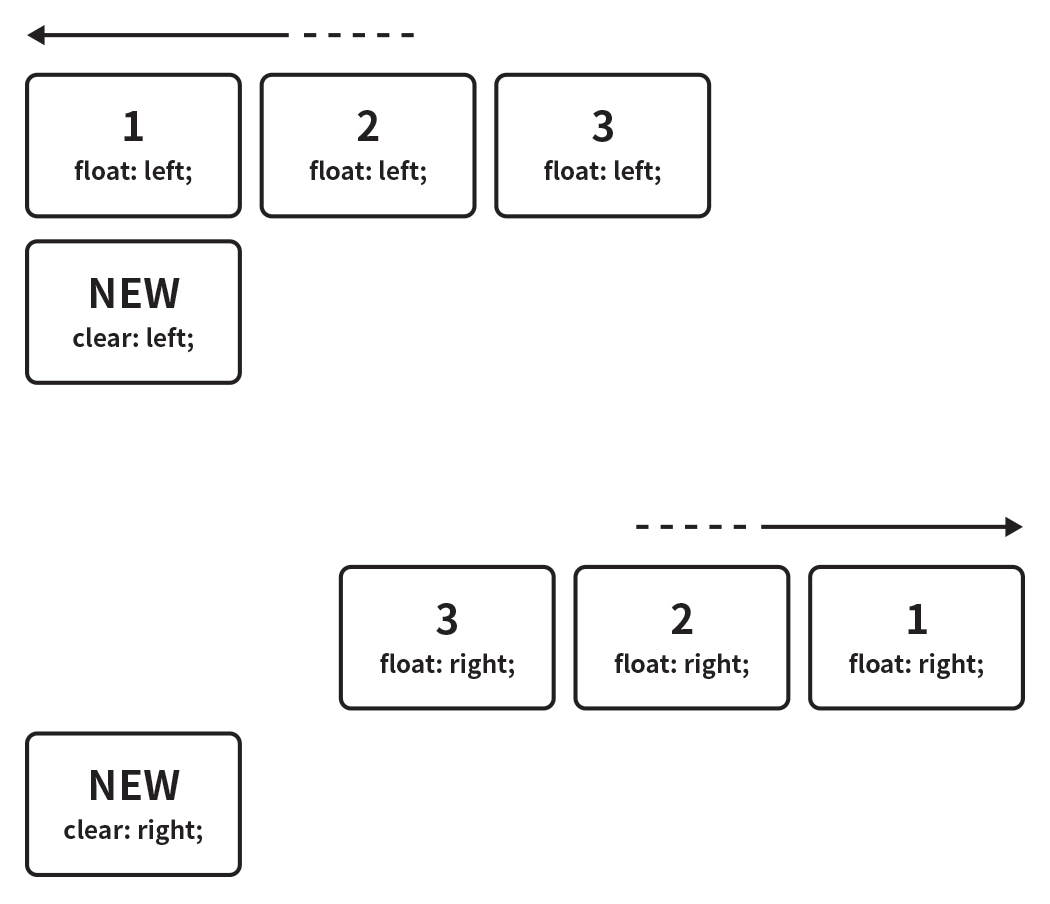 1
float: left;
2
float: left;
3
float: left;
NEW
clear: left;
3
float: right;
2
float: right;
1
float: right;
NEW
clear: right;